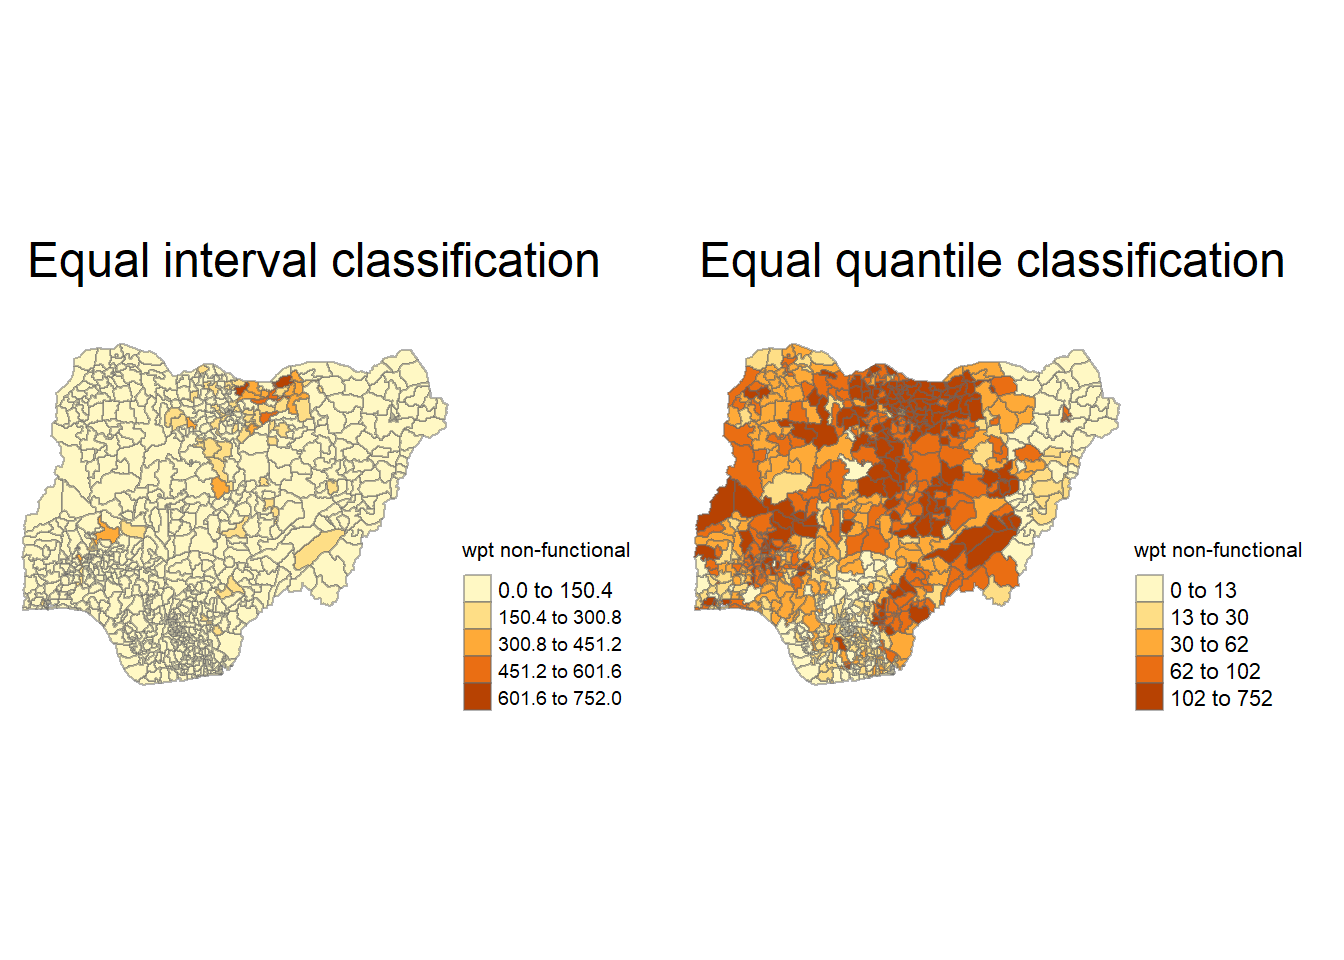 Equal interval classification
wpt non-functional
0.0 to 150.4
150.4 to 300.8
300.8 to 451.2
451.2 to 601.6
601.6 to 752.0
Equal quantile classification
wpt non-functional
0 to 13
13 to 30
30 to 62
62 to 102
102 to 752